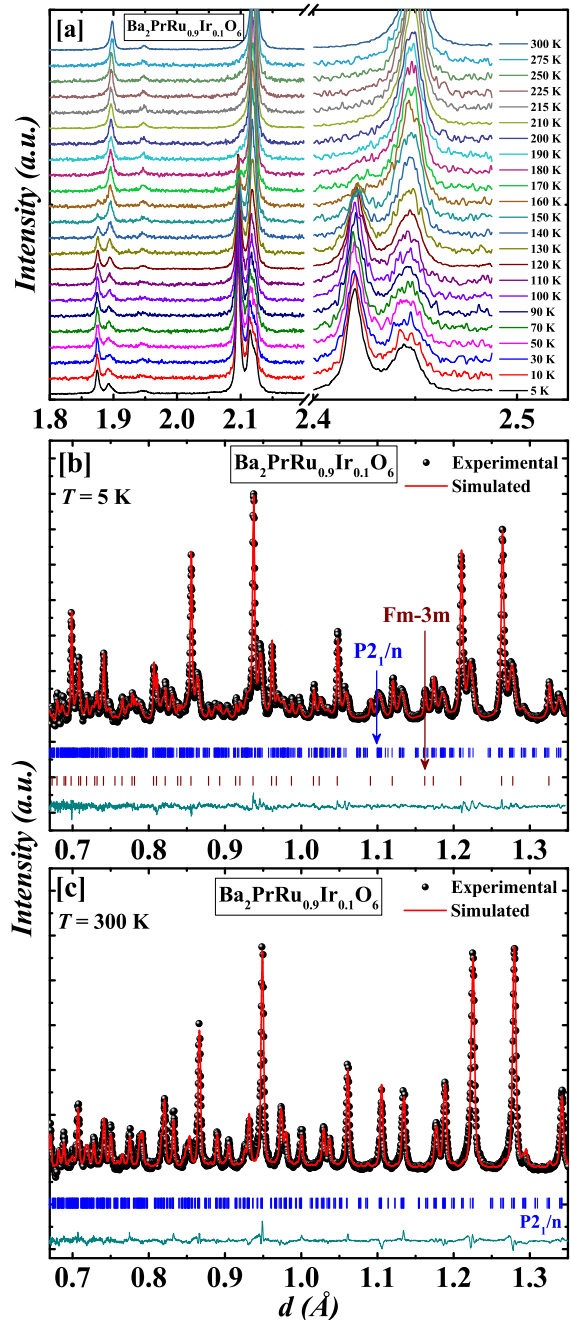 [a]
Ba₂PrRu₀.₉Ir₀.₁O₆
Intensity (a.u.)
300 K
275 K
250 K
225 K
215 K
210 K
200 K
190 K
180 K
170 K
160 K
150 K
140 K
130 K
120 K
110 K
100 K
90 K
70 K
50 K
30 K
10 K
5 K
1.8 1.9 2.0 2.1 2.4 2.5
[b]
Ba₂PrRu₀.₉Ir₀.₁O₆
Experimental
Simulated
T = 5 K
Fm-3m
P2₁/n
0.7 0.8 0.9 1.0 1.1 1.2 1.3
Intensity (a.u.)
[c]
Ba₂PrRu₀.₉Ir₀.₁O₆
Experimental
Simulated
T = 300 K
P2₁/n
0.7 0.8 0.9 1.0 1.1 1.2 1.3
d (Å)